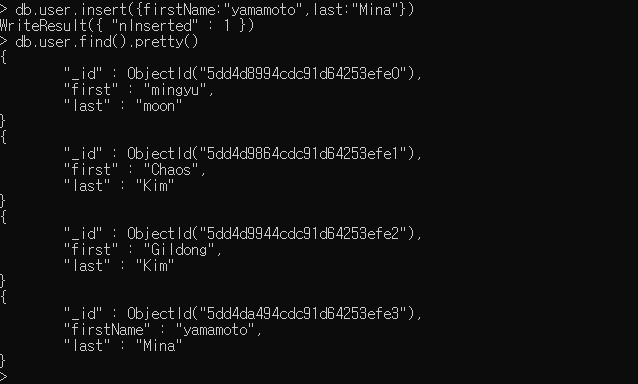 > db.user.insert({firstName:"yamamoto",last:"Mina"})
WriteResult({ "nInserted" : 1 })
> db.user.find().pretty()
{
        "_id" : ObjectId("5dd4d8994cdc91d64253efe0"),
        "first" : "mingyu",
        "last" : "moon"
}
{
        "_id" : ObjectId("5dd4d9864cdc91d64253efe1"),
        "first" : "Chaos",
        "last" : "Kim"
}
{
        "_id" : ObjectId("5dd4d9944cdc91d64253efe2"),
        "first" : "Gildong",
        "last" : "Kim"
}
{
        "_id" : ObjectId("5dd4da494cdc91d64253efe3"),
        "firstName" : "yamamoto",
        "last" : "Mina"
}
>